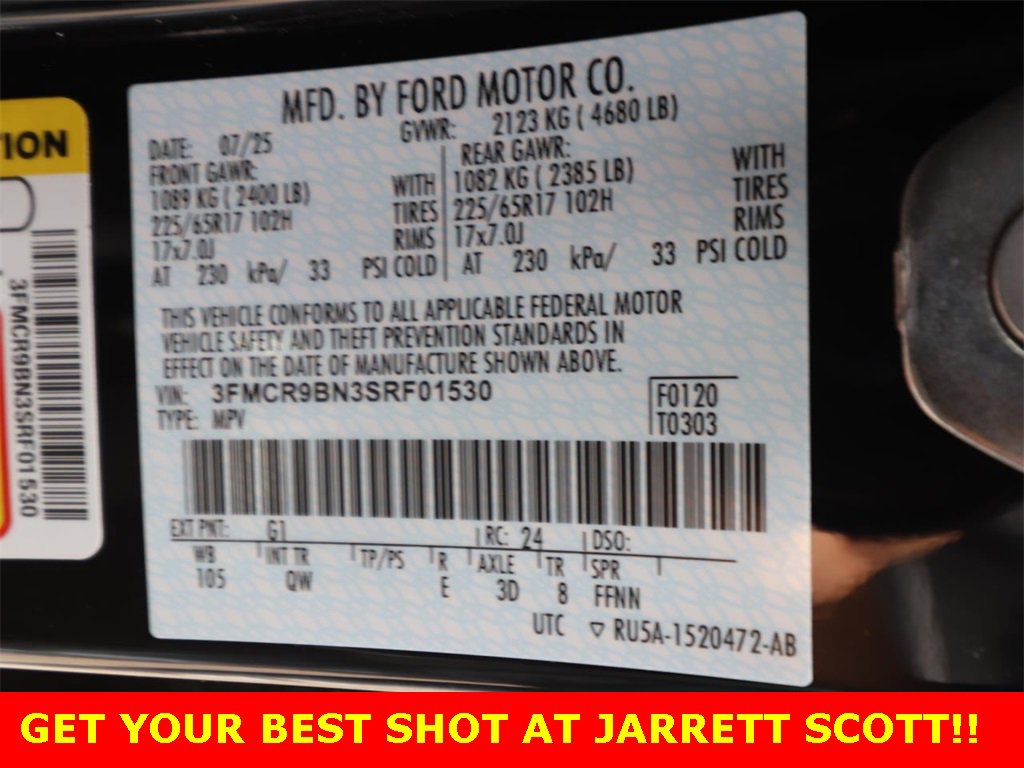 MFD. BY FORD MOTOR CO.
DATE: 07/25
GVWR: 2123 KG ( 4680 LB)
FRONT GAWR:
1089 KG ( 2400 LB) WITH
225/65R17 102H TIRES
17x7.0J RIMS
AT 230 kPa/ 33 PSI COLD
REAR GAWR:
1082 KG ( 2385 LB) WITH
225/65R17 102H TIRES
17x7.0J RIMS
AT 230 kPa/ 33 PSI COLD
THIS VEHICLE CONFORMS TO ALL APPLICABLE FEDERAL MOTOR
VEHICLE SAFETY AND THEFT PREVENTION STANDARDS IN
EFFECT ON THE DATE OF MANUFACTURE SHOWN ABOVE.
VIN: 3FMCR9BN3SRF01530
TYPE: MPV
F0120
T0303
EXT PNT: G1 RC: 24 DSO:
WB INT TR TP/PS R AXLE TR SPR
105 QW E 3D 8 FFNN
UTC ▽ RU5A-1520472-AB
TION
3FMCR9BN3SRF01530
GET YOUR BEST SHOT AT JARRETT SCOTT!!